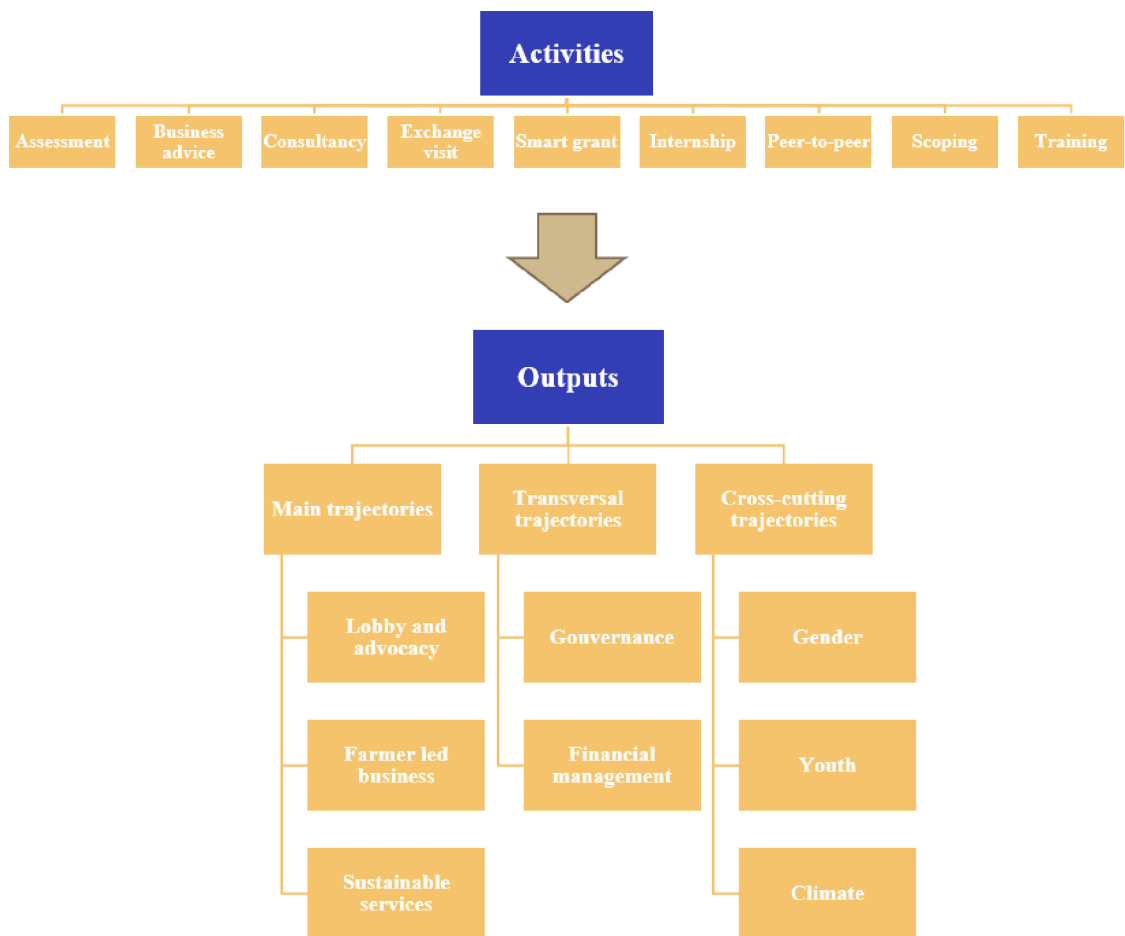 Activities
Assessment
Business
advice
Consultancy
Exchange
visit
Smart grant
Internship
Peer-to-peer
Scoping
Training
Outputs
Main trajectories
Transversal
trajectories
Cross-cutting
trajectories
Lobby and
advocacy
Gouvernance
Gender
Farmer led
business
Financial
management
Youth
Sustainable
services
Climate